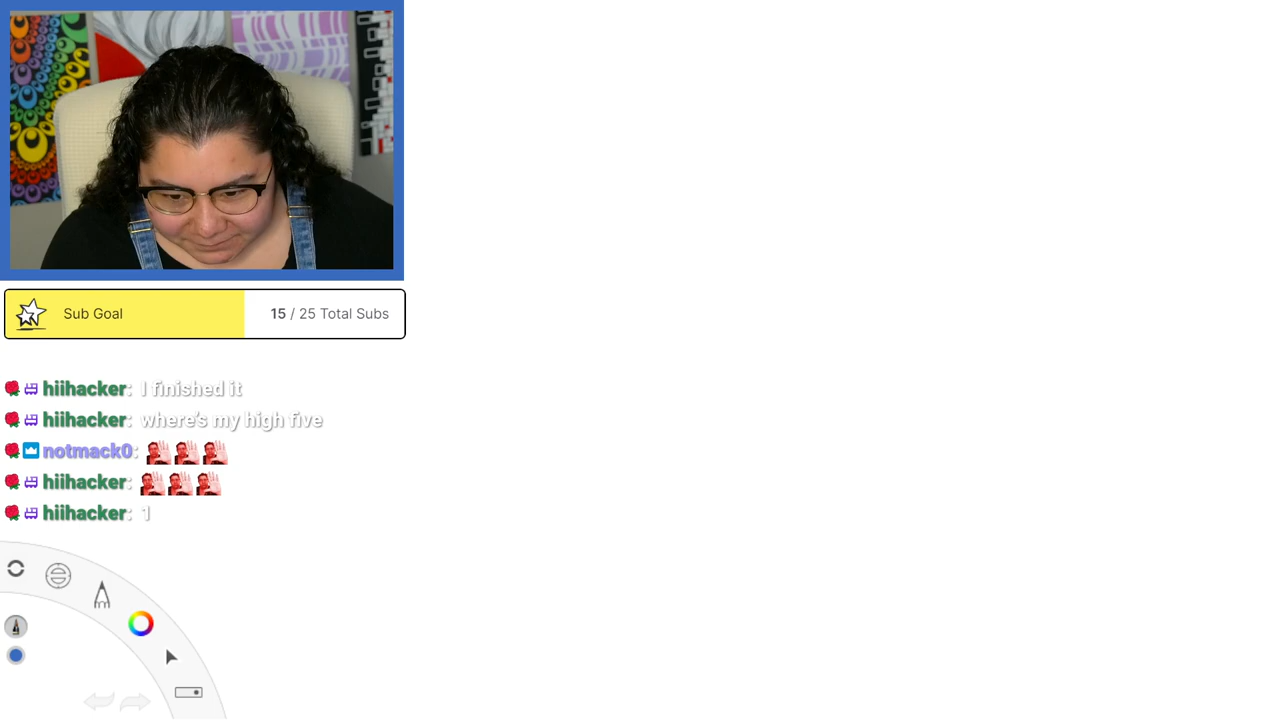 Sub Goal 15 / 25 Total Subs
hiihacker: I finished it
hiihacker: where's my high five
notmack0:
hiihacker:
hiihacker: 1